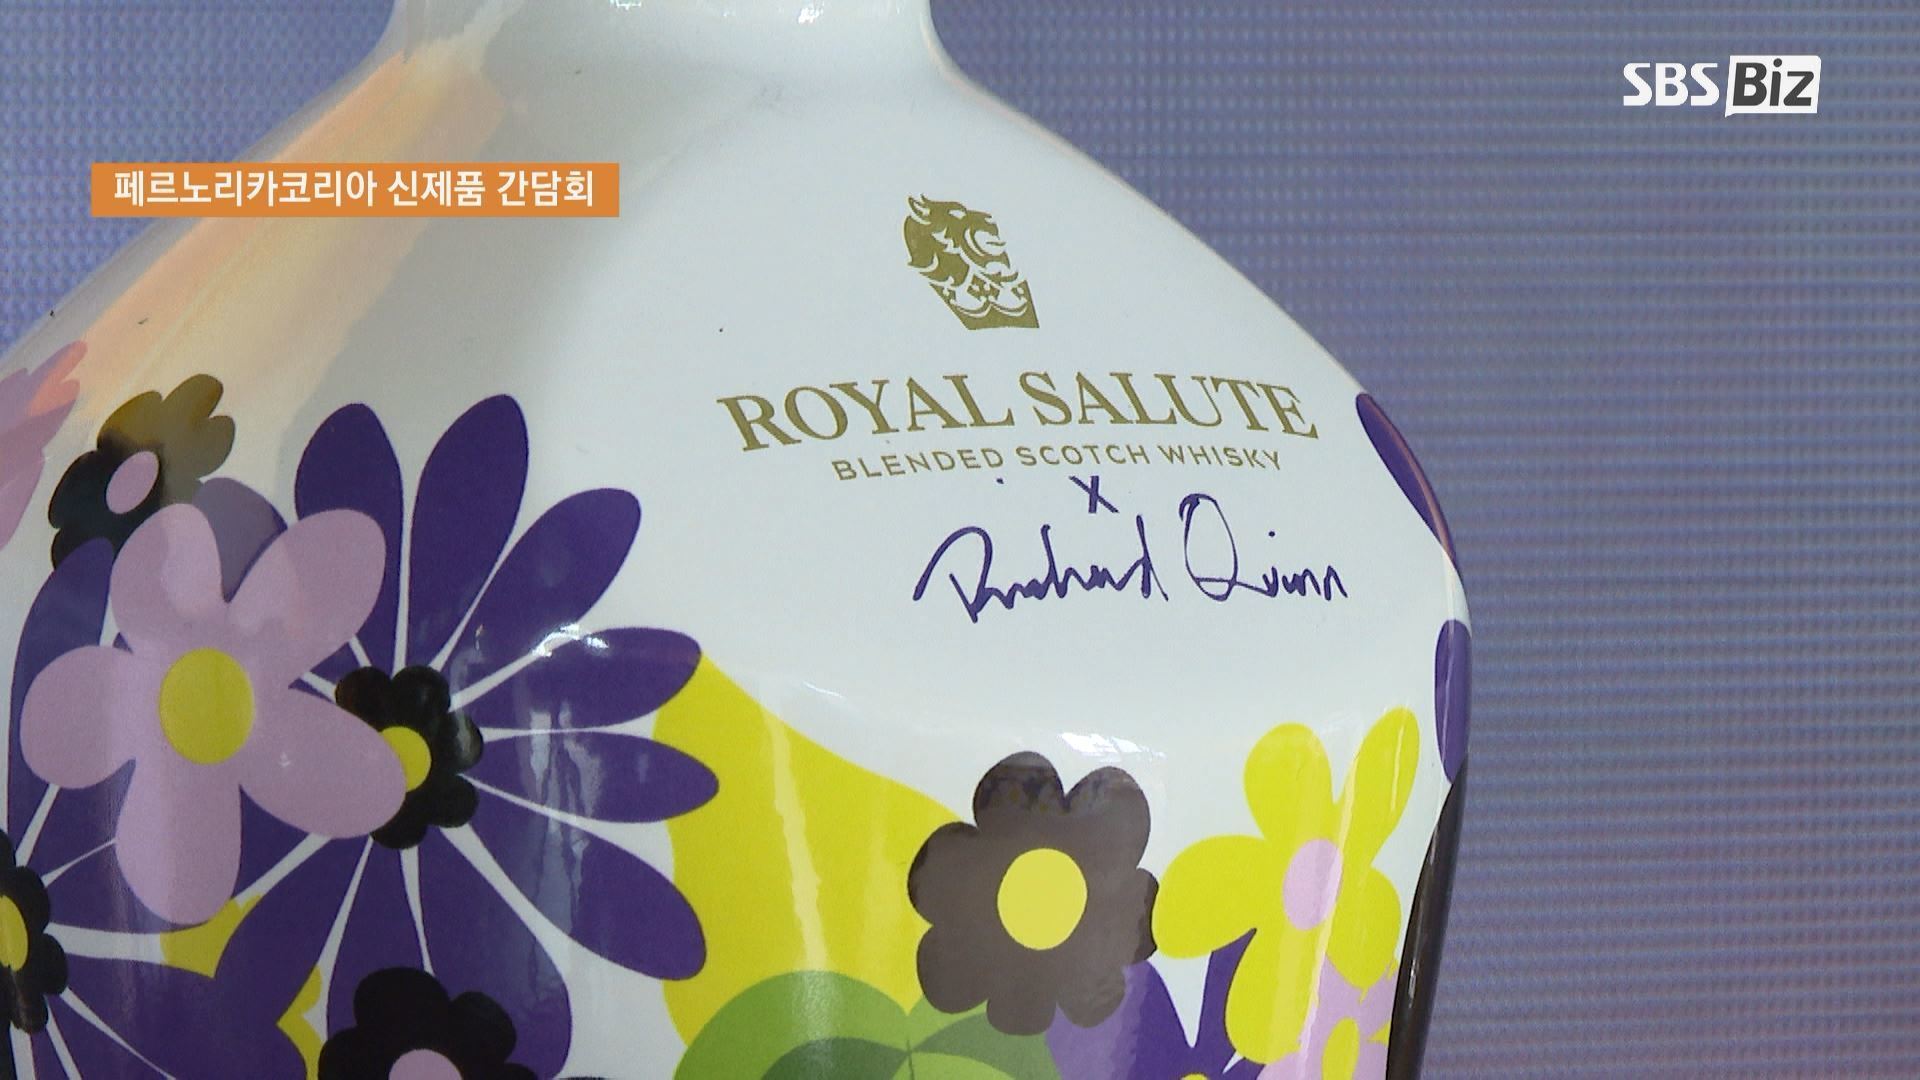 SBS Biz
페르노리카코리아 신제품 간담회
ROYAL SALUTE
BLENDED SCOTCH WHISKY
X
Richard Quinn